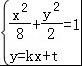 x²/8 + y²/2 = 1
y=kx+t